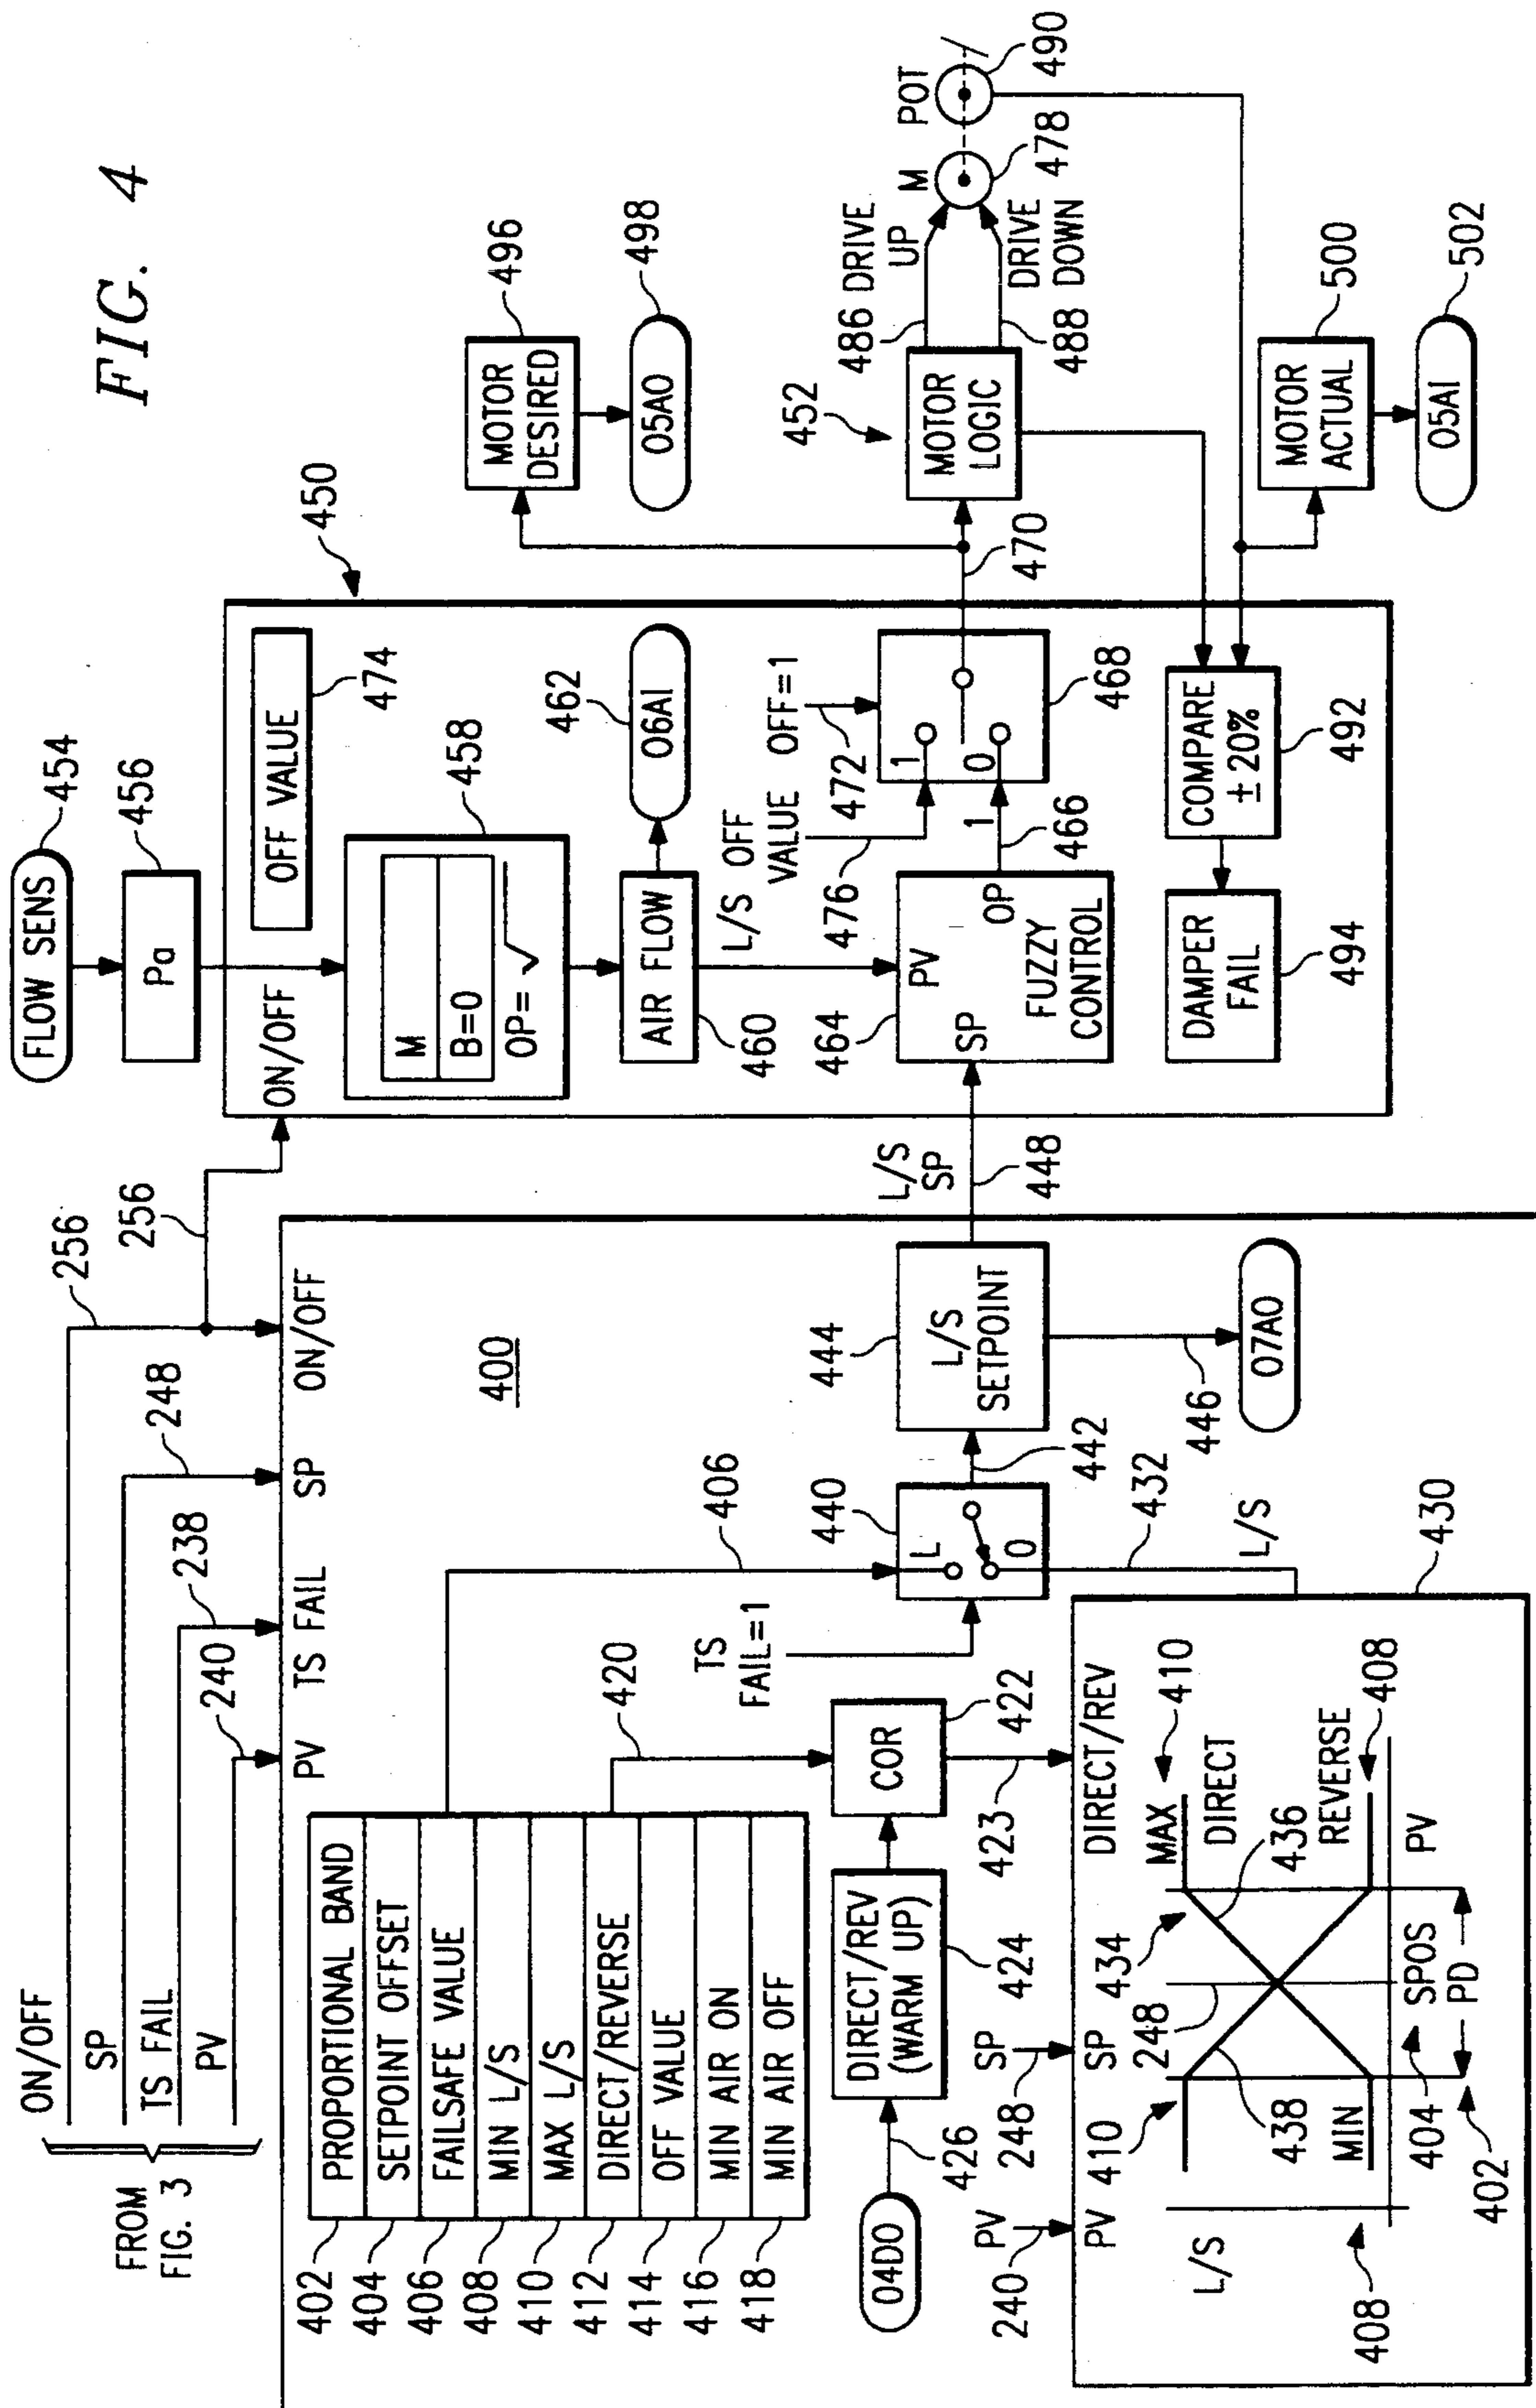 FIG. 4
FROM
FIG. 3
ON/OFF
SP
TS FAIL
PV
256
256
248
238
240
PV
TS FAIL
SP
ON/OFF
400
402
PROPORTIONAL BAND
404
SETPOINT OFFSET
406
FAILSAFE VALUE
408
MIN L/S
410
MAX L/S
412
DIRECT/REVERSE
414
OFF VALUE
416
MIN AIR ON
418
MIN AIR OFF
406
420
TS
FAIL=1
04DO
426
DIRECT/REV
(WARM UP)
424
COR
422
423
440
L
0
442
432
L/S
444
L/S
SETPOINT
446
07AO
L/S
SP
448
240
PV
248
SP
PV
SP
DIRECT/REV
430
L/S
410
248
434
MAX
410
DIRECT
438
436
REVERSE
MIN
408
408
404
SPOS
PV
402
PD
FLOW SENS
454
Pa
456
ON/OFF
OFF VALUE
474
450
M
B=0
OP= √
458
AIR FLOW
460
462
06AI
L/S
OFF
VALUE
OFF=1
476
472
464
PV
SP
OP
FUZZY
CONTROL
1
466
1
0
468
470
DAMPER
FAIL
494
COMPARE
± 20%
492
MOTOR
DESIRED
496
05AO
498
452
MOTOR
LOGIC
486
DRIVE
UP
488
DRIVE
DOWN
M
478
POT
490
MOTOR
ACTUAL
500
05AI
502